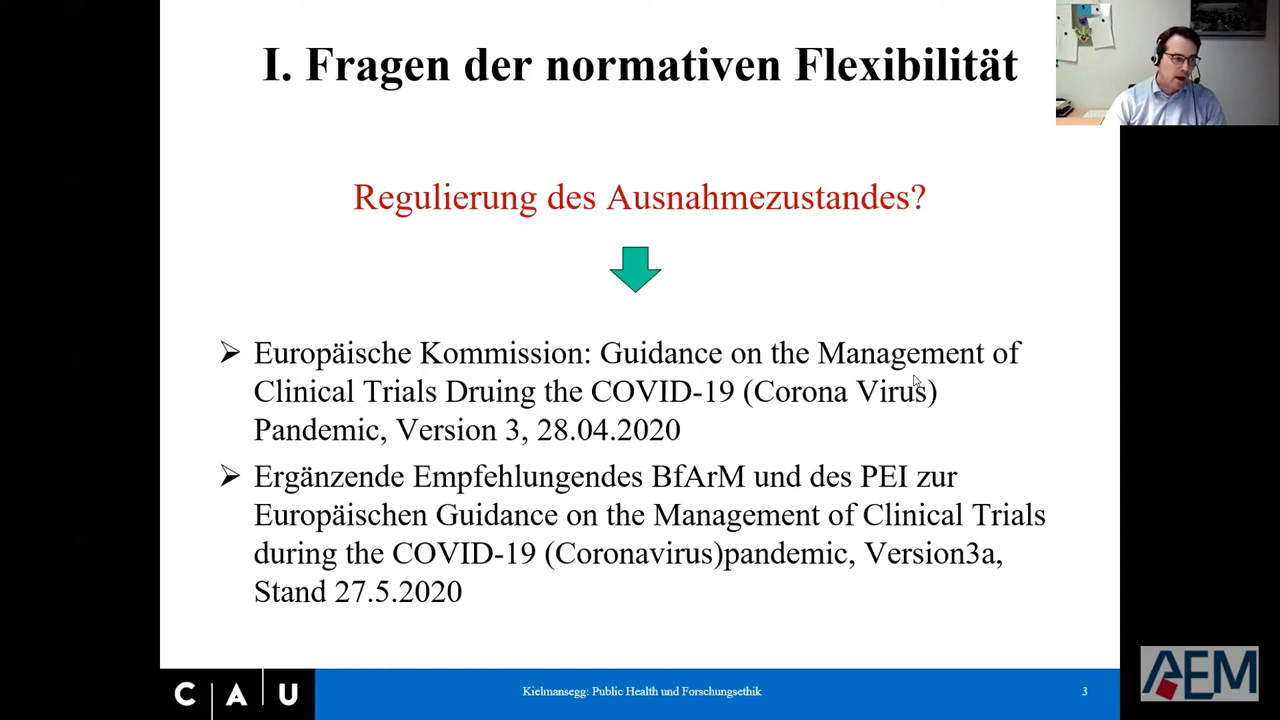 I. Fragen der normativen Flexibilität
Regulierung des Ausnahmezustandes?
➢ Europäische Kommission: Guidance on the Management of
Clinical Trials Druing the COVID-19 (Corona Virus)
Pandemic, Version 3, 28.04.2020
➢ Ergänzende Empfehlungendes BfArM und des PEI zur
Europäischen Guidance on the Management of Clinical Trials
during the COVID-19 (Coronavirus)pandemic, Version3a,
Stand 27.5.2020
CAU
Kielmansegg: Public Health und Forschungsethik
3
AEM